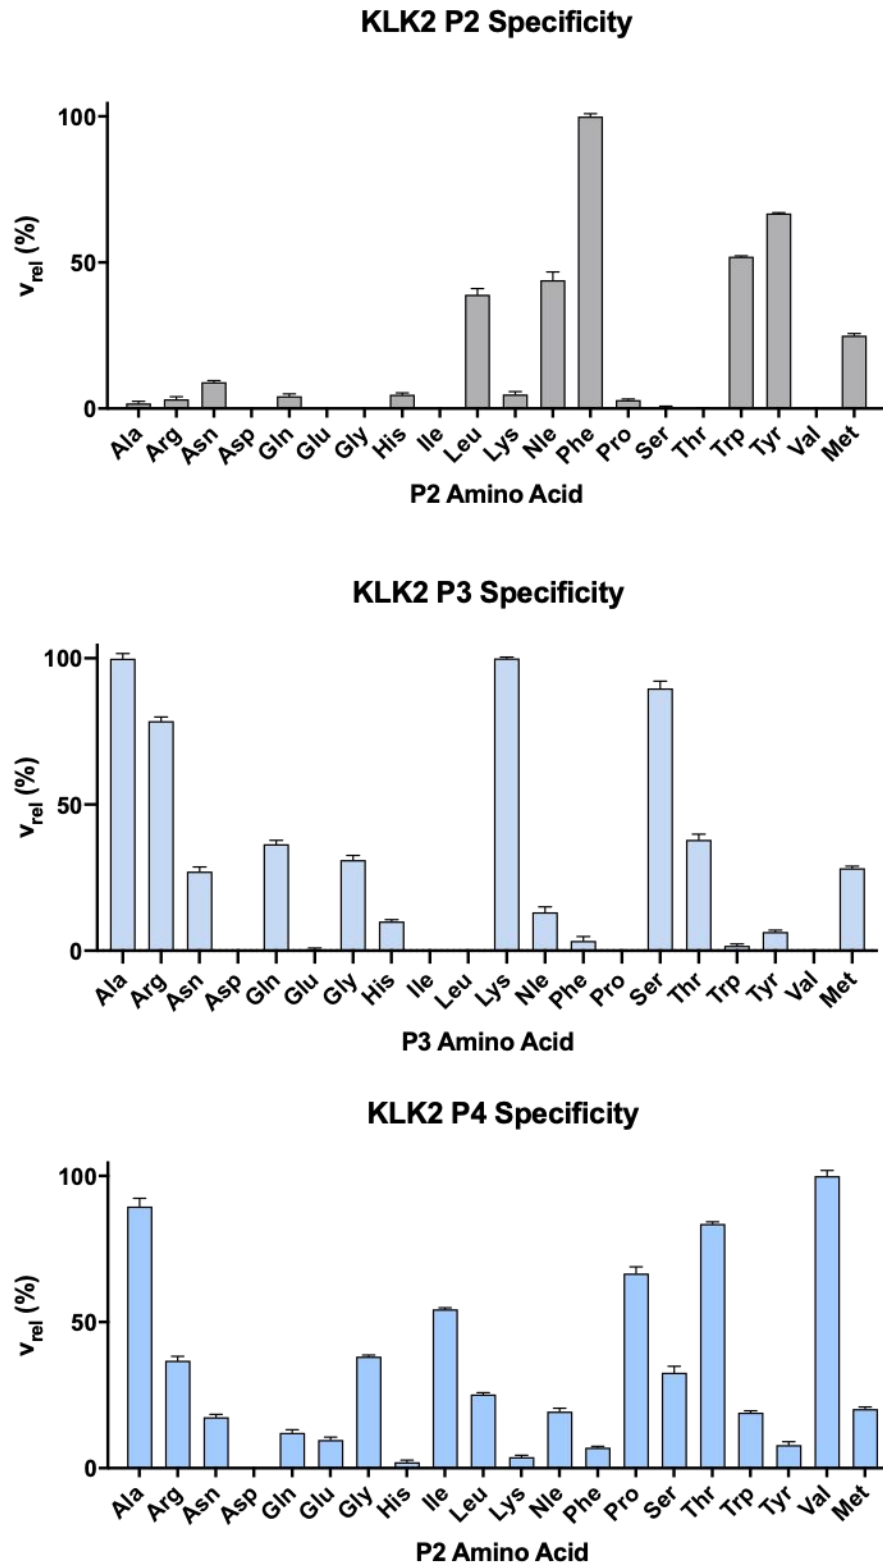 KLK2 P2 Specificity
100
50
0
vrel (%)
Ala Arg Asn Asp Gln Glu Gly His Ile Leu Lys Nle Phe Pro Ser Thr Trp Tyr Val Met
P2 Amino Acid
KLK2 P3 Specificity
100
50
0
vrel (%)
Ala Arg Asn Asp Gln Glu Gly His Ile Leu Lys Nle Phe Pro Ser Thr Trp Tyr Val Met
P3 Amino Acid
KLK2 P4 Specificity
100
50
0
vrel (%)
Ala Arg Asn Asp Gln Glu Gly His Ile Leu Lys Nle Phe Pro Ser Thr Trp Tyr Val Met
P2 Amino Acid